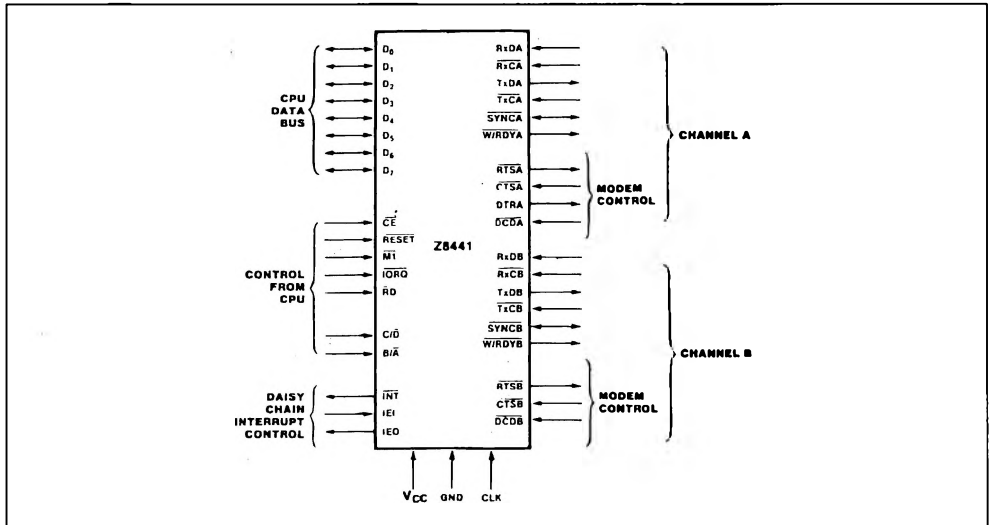 CPU
DATA
BUS
D0
D1
D2
D3
D4
D5
D6
D7
CONTROL
FROM
CPU
CE
RESET
M1
IORQ
RD
C/D
B/A
DAISY
CHAIN
INTERRUPT
CONTROL
INT
IEI
IEO
Z8441
RxDA
RxCA
TxDA
TxCA
SYNCA
W/RDYA
RTSA
CTSA
DTRA
DCDA
MODEM
CONTROL
CHANNEL A
RxDB
RxCB
TxDB
TxCB
SYNCB
W/RDYB
RTSB
CTSB
DCDB
MODEM
CONTROL
CHANNEL B
VCC GND CLK